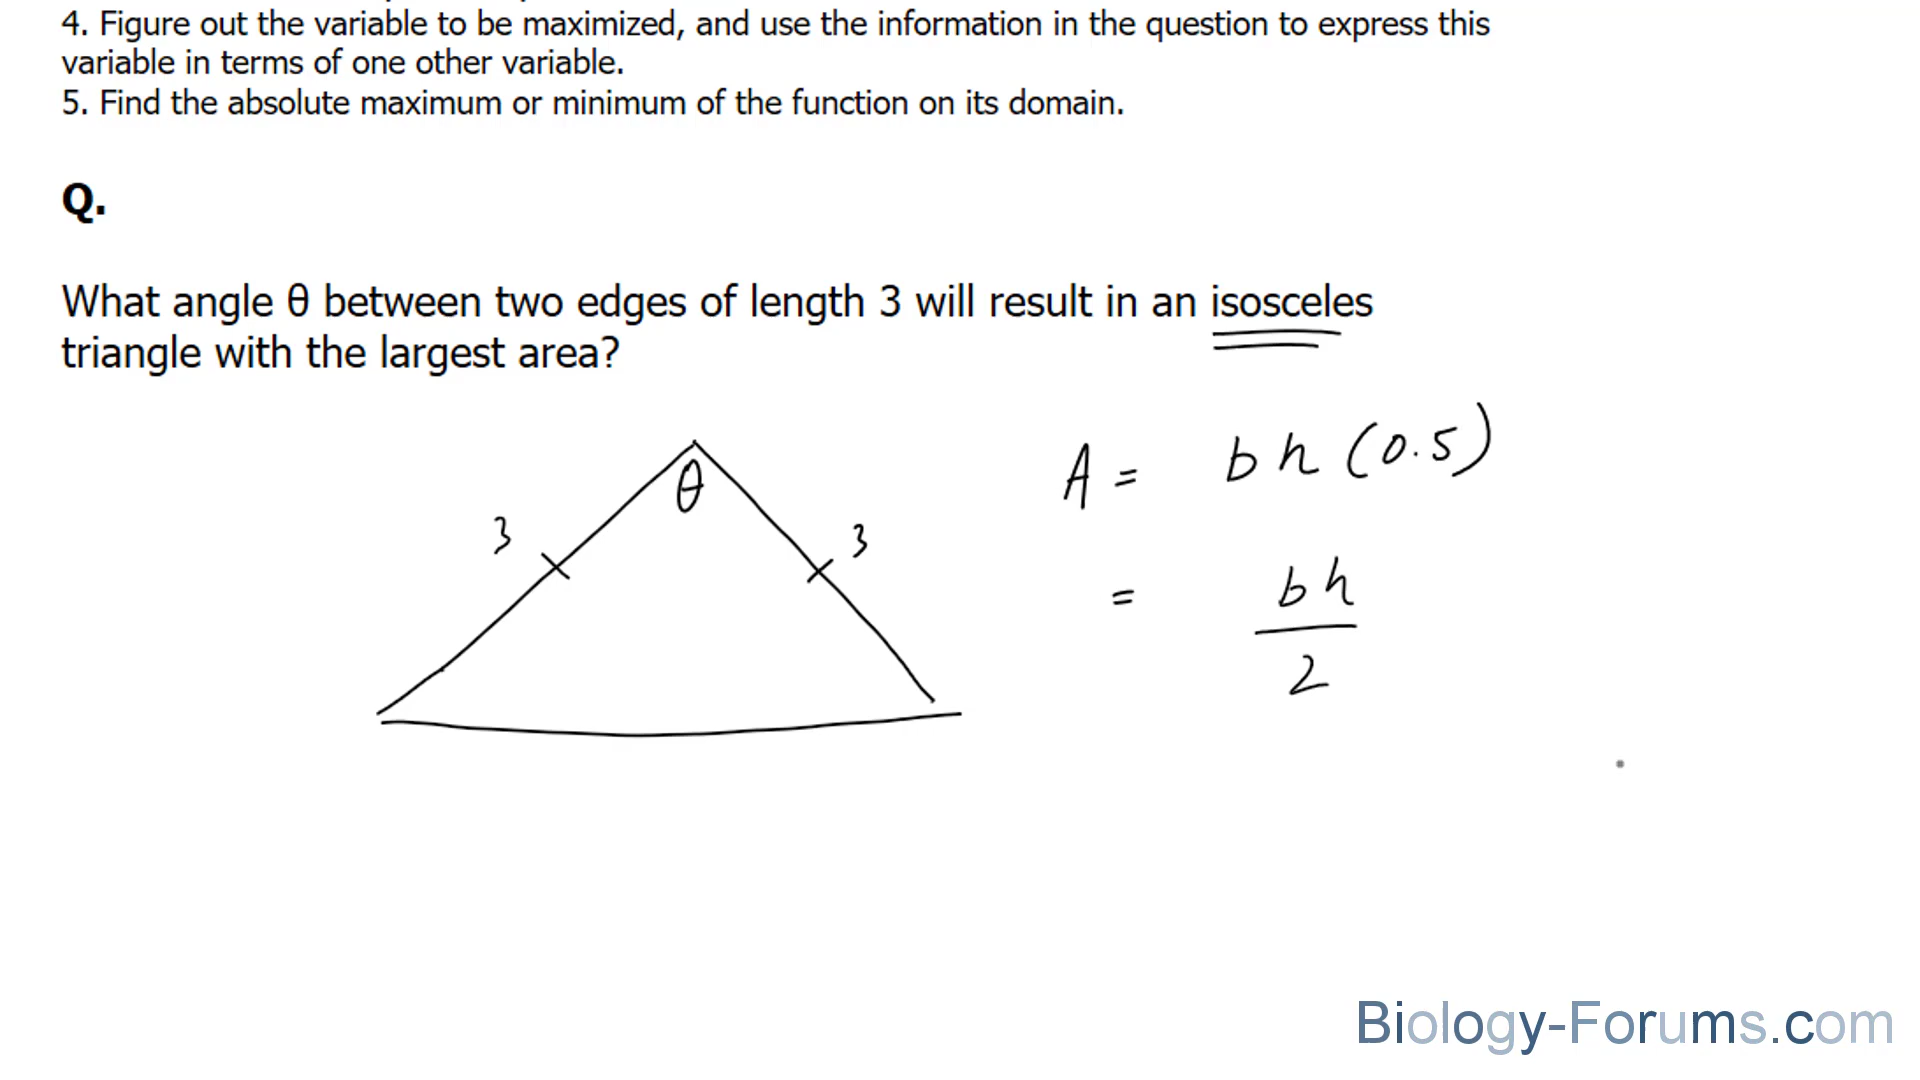 4. Figure out the variable to be maximized, and use the information in the question to express this
variable in terms of one other variable.
5. Find the absolute maximum or minimum of the function on its domain.
Q.
What angle θ between two edges of length 3 will result in an isosceles
triangle with the largest area?
θ
3
3
A = bh(0.5)
= bh
2
Biology-Forums.com